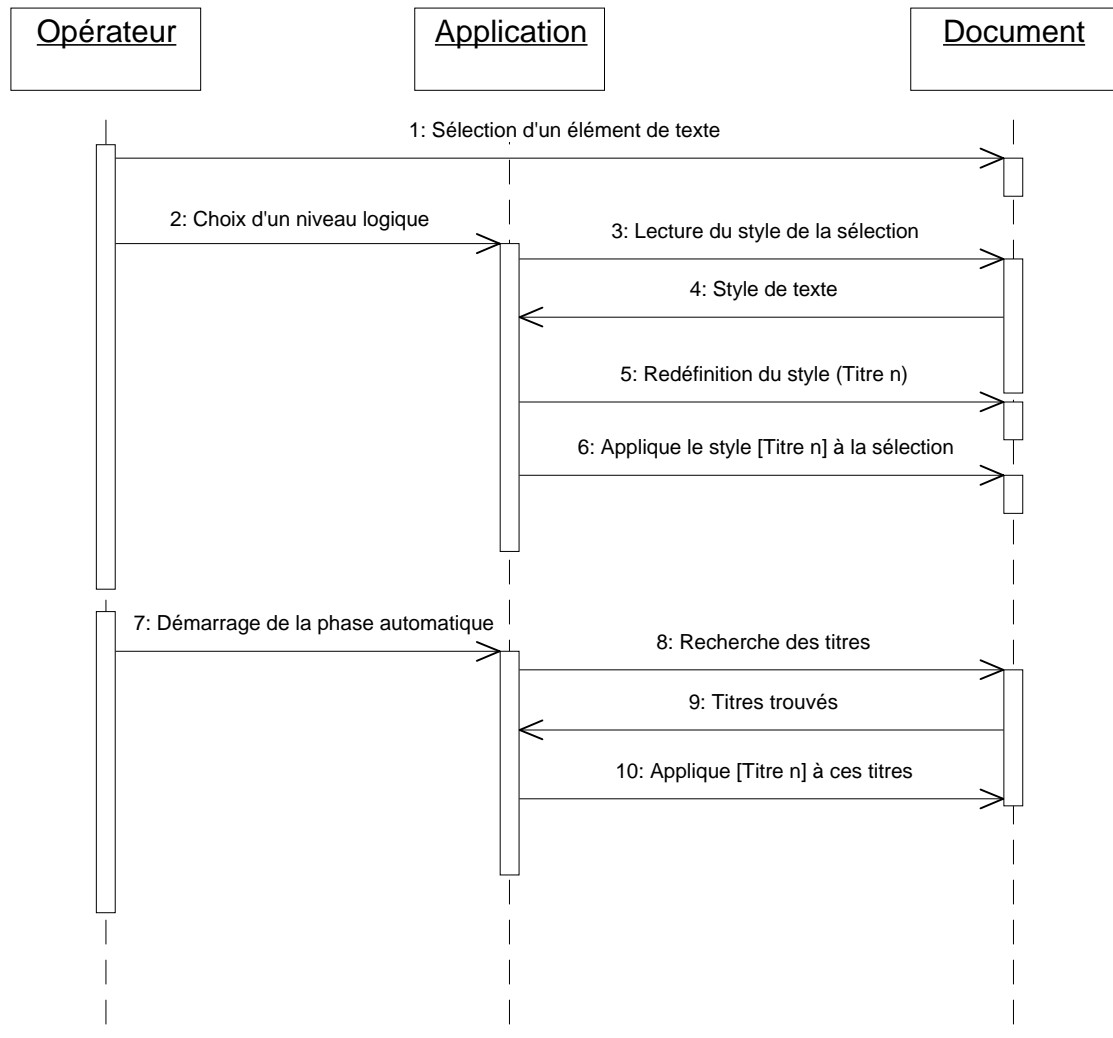 Opérateur
Application
Document
1: Sélection d'un élément de texte
2: Choix d'un niveau logique
3: Lecture du style de la sélection
4: Style de texte
5: Redéfinition du style (Titre n)
6: Applique le style [Titre n] à la sélection
7: Démarrage de la phase automatique
8: Recherche des titres
9: Titres trouvés
10: Applique [Titre n] à ces titres